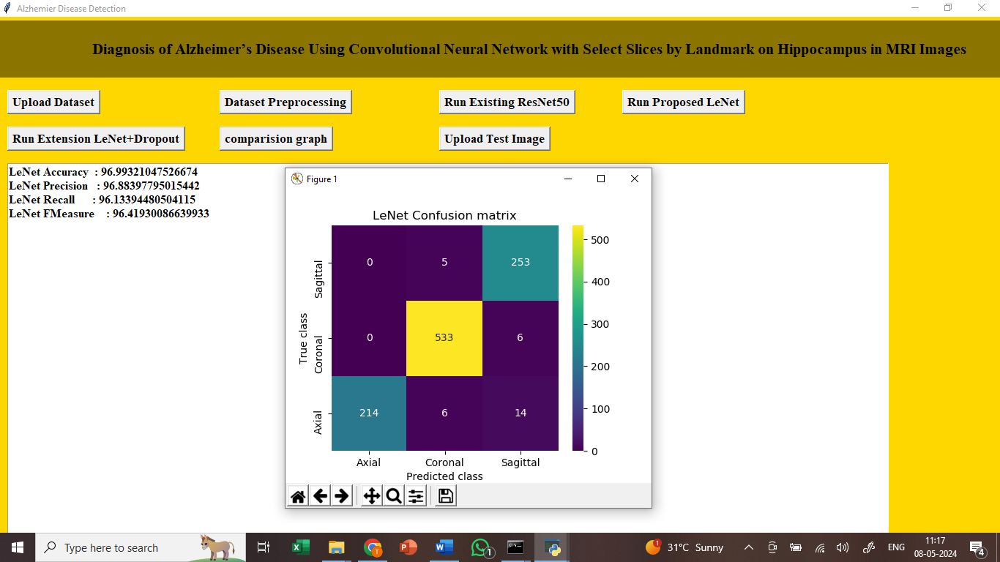 Alzhemier Disease Detection
Diagnosis of Alzheimer’s Disease Using Convolutional Neural Network with Select Slices by Landmark on Hippocampus in MRI Images
Upload Dataset
Dataset Preprocessing
Run Existing ResNet50
Run Proposed LeNet
Run Extension LeNet+Dropout
comparision graph
Upload Test Image
LeNet Accuracy : 96.99321047526674
LeNet Precision : 96.88397795015442
LeNet Recall : 96.13394480504115
LeNet FMeasure : 96.41930086639933
Figure 1
LeNet Confusion matrix
True class
Sagittal
0 5 253
Coronal
0 533 6
Axial
214 6 14
Axial Coronal Sagittal
Predicted class
500
400
300
200
100
0
Type here to search
1
1
31°C Sunny
ENG
11:17
08-05-2024
4